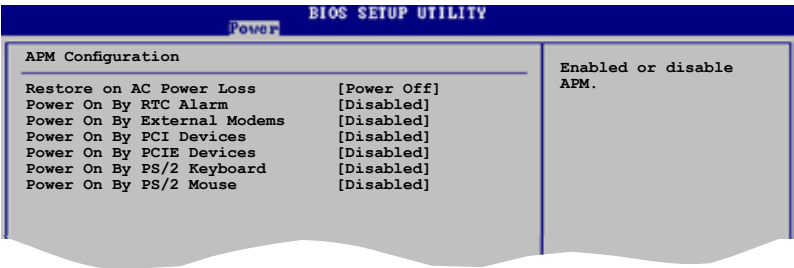 BIOS SETUP UTILITY
Power
APM Configuration
Restore on AC Power Loss [Power Off]
Power On By RTC Alarm [Disabled]
Power On By External Modems [Disabled]
Power On By PCI Devices [Disabled]
Power On By PCIE Devices [Disabled]
Power On By PS/2 Keyboard [Disabled]
Power On By PS/2 Mouse [Disabled]
Enabled or disable
APM.